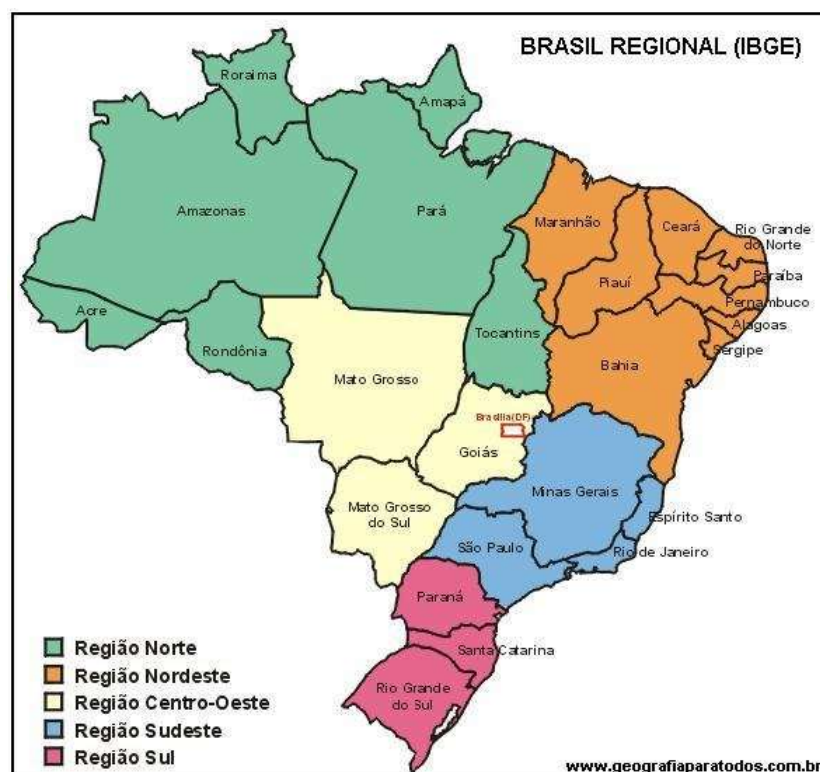 BRASIL REGIONAL (IBGE)
Roraima
Amapá
Amazonas
Pará
Maranhão
Ceará
Rio Grande
do Norte
Piauí
Paraíba
Pernambuco
Acre
Rondônia
Tocantins
Alagoas
Sergipe
Mato Grosso
Bahia
Brasília(DF)
Goiás
Minas Gerais
Mato Grosso
do Sul
Espírito Santo
São Paulo
Rio de Janeiro
Paraná
Santa Catarina
Rio Grande
do Sul
Região Norte
Região Nordeste
Região Centro-Oeste
Região Sudeste
Região Sul
www.geografiaparatodos.com.br